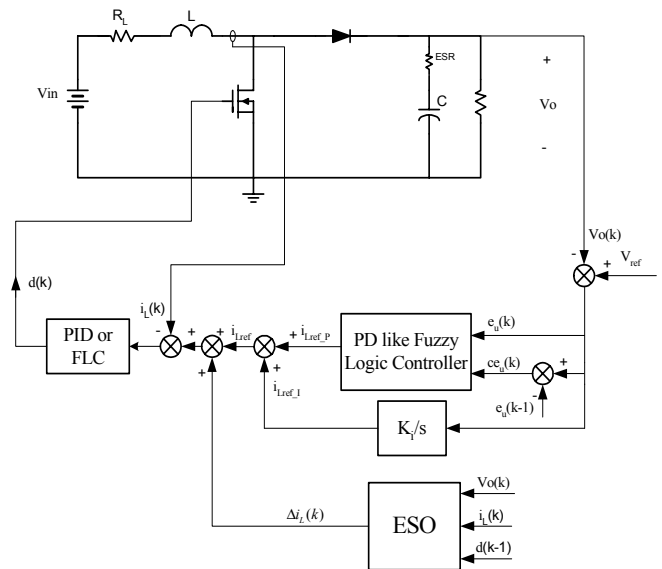 R_L
L
Vin
ESR
C
+
Vo
-
Vo(k)
-
+
V_ref
d(k)
i_L(k)
-
PID or
FLC
+
+
i_Lref
+
i_Lref_P
+
i_Lref_I
+
PD like Fuzzy
Logic Controller
e_u(k)
ce_u(k)
+
-
e_u(k-1)
K_i/s
Δi_L(k)
ESO
Vo(k)
i_L(k)
d(k-1)